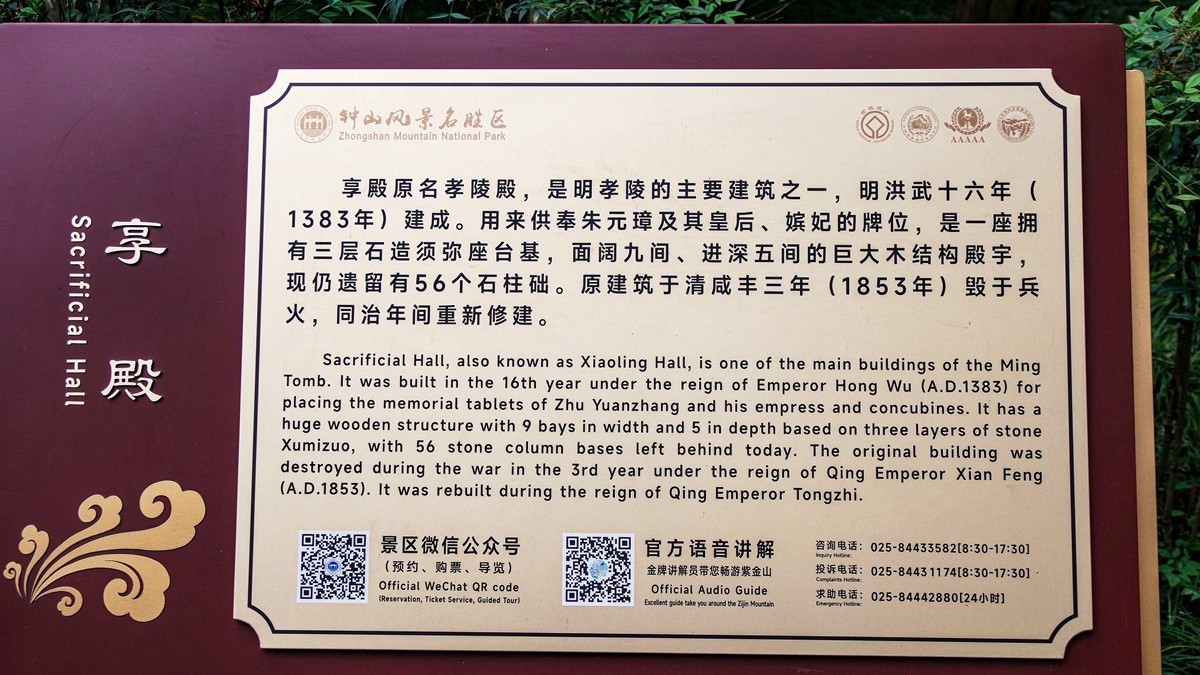 享殿
Sacrificial Hall
钟山风景名胜区
Zhongshan Mountain National Park
AAAAA
享殿原名孝陵殿，是明孝陵的主要建筑之一，明洪武十六年（
1383年）建成。用来供奉朱元璋及其皇后、嫔妃的牌位，是一座拥
有三层石造须弥座台基，面阔九间、进深五间的巨大木结构殿宇，
现仍遗留有56个石柱础。原建筑于清咸丰三年（1853年）毁于兵
火，同治年间重新修建。
Sacrificial Hall, also known as Xiaoling Hall, is one of the main buildings of the Ming
Tomb. It was built in the 16th year under the reign of Emperor Hong Wu (A.D.1383) for
placing the memorial tablets of Zhu Yuanzhang and his empress and concubines. It has a
huge wooden structure with 9 bays in width and 5 in depth based on three layers of stone
Xumizuo, with 56 stone column bases left behind today. The original building was
destroyed during the war in the 3rd year under the reign of Qing Emperor Xian Feng
(A.D.1853). It was rebuilt during the reign of Qing Emperor Tongzhi.
景区微信公众号
(预约、购票、导览)
Official WeChat QR code
(Reservation, Ticket Service, Guided Tour)
官方语音讲解
金牌讲解员带您畅游紫金山
Official Audio Guide
Excellent guide take you around the Zijin Mountain
咨询电话: 025-84433582[8:30-17:30]
Inquiry Hotline:
投诉电话: 025-84431174[8:30-17:30]
Complaints Hotline:
求助电话: 025-84442880[24小时]
Emergency Hotline: